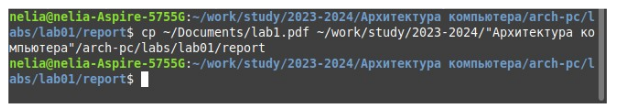 nelia@nelia-Aspire-5755G:~/work/study/2023-2024/Архитектура компьютера/arch-pc/l
abs/lab01/report$ cp ~/Documents/lab1.pdf ~/work/study/2023-2024/"Архитектура ко
мпьютера"/arch-pc/labs/lab01/report
nelia@nelia-Aspire-5755G:~/work/study/2023-2024/Архитектура компьютера/arch-pc/l
abs/lab01/report$